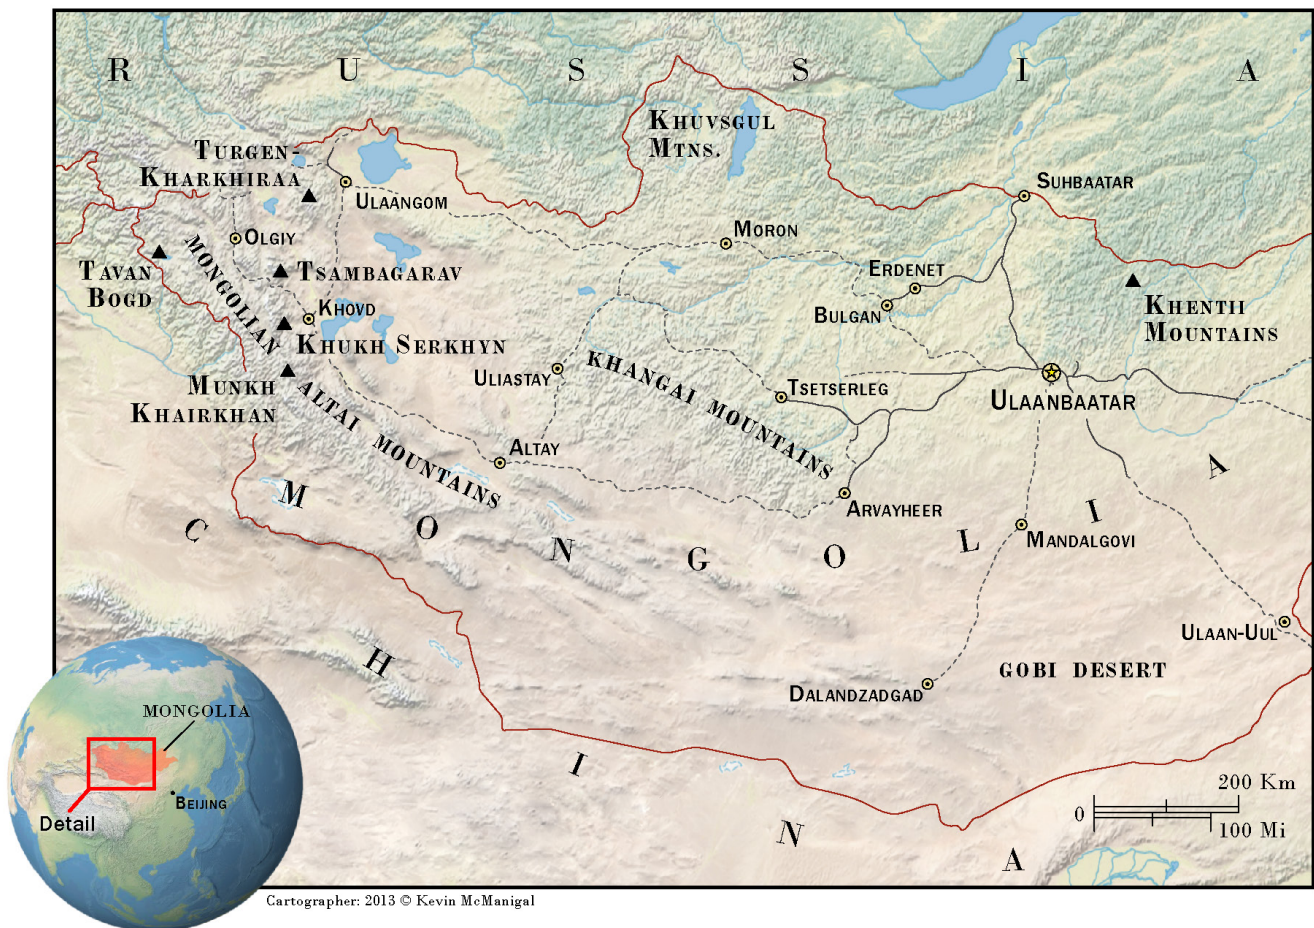 R U S S I A
KHUVSGUL
MTNS.
TURGEN-
KHARKHIRAA
ULAANGOM
SUHBAATAR
OLGIY
MORON
TAVAN
BOGD
MONGOLIAN
ALTAI MOUNTAINS
TSAMBAGARAV
ERDENET
KHENTII
MOUNTAINS
KHOVD
BULGAN
KHUKH SERKHYN
MUNKH
KHAIRKHAN
ULIASTAY
KHANGAI MOUNTAINS
TSETSERLEG
ULAANBAATAR
ALTAY
ARVAYHEER
MONGOLIA
MANDALGOVI
CHINA
ULAAN-UUL
GOBI DESERT
DALANDZADGAD
MONGOLIA
BEIJING
Detail
200 Km
0
100 Mi
Cartographer: 2013 © Kevin McManigal